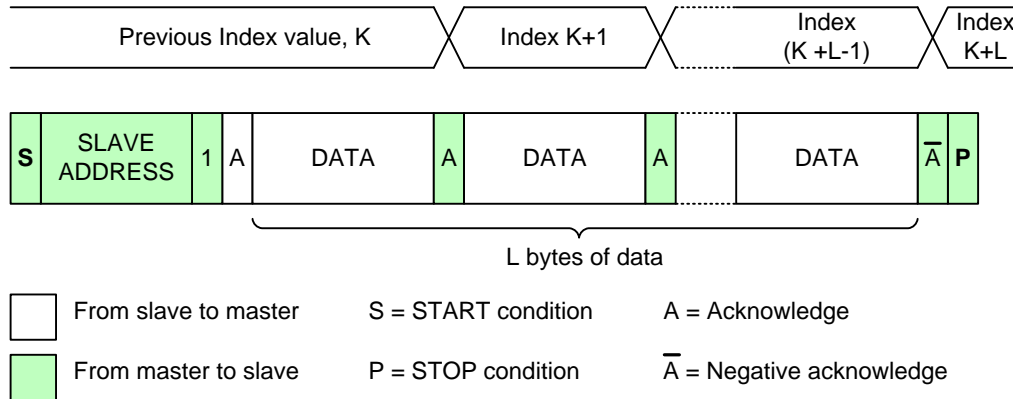 Previous Index value, K Index K+1 Index Index
(K +L-1) K+L
S SLAVE ADDRESS 1 A DATA A DATA A DATA A̅ P
L bytes of data
From slave to master S = START condition A = Acknowledge
From master to slave P = STOP condition A̅ = Negative acknowledge